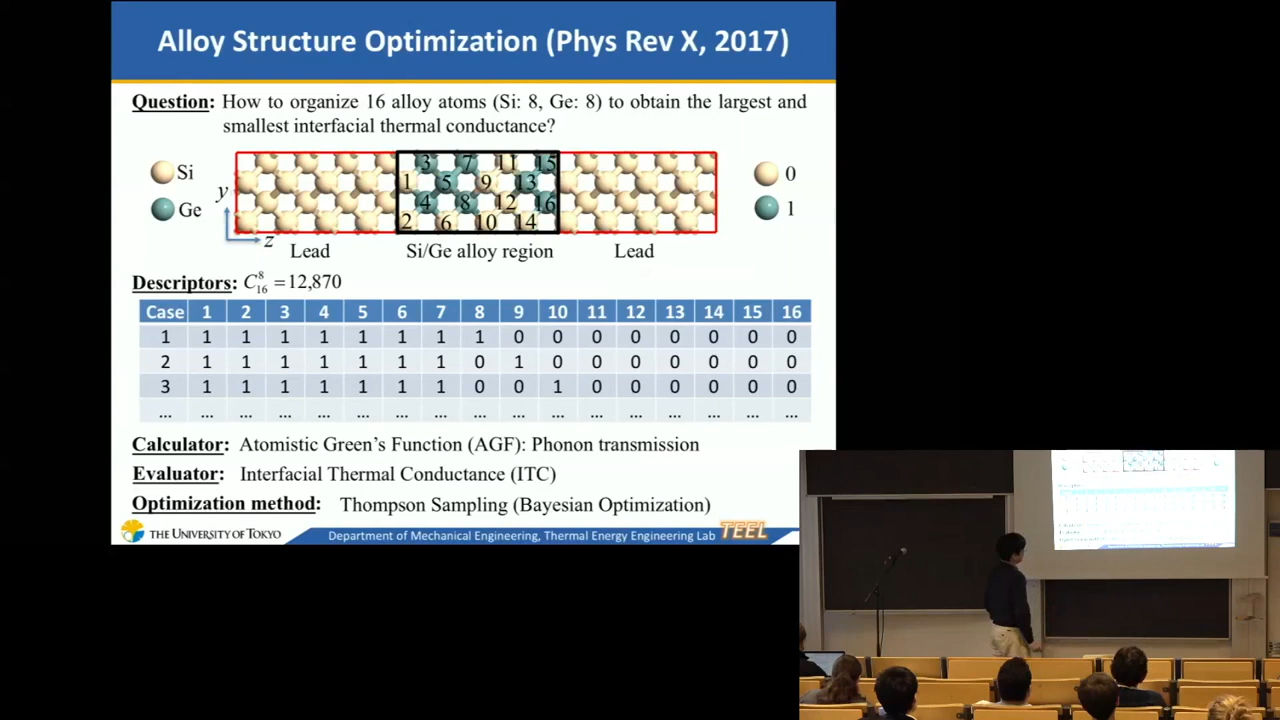 Alloy Structure Optimization (Phys Rev X, 2017)
Question: How to organize 16 alloy atoms (Si: 8, Ge: 8) to obtain the largest and
smallest interfacial thermal conductance?
Si
Ge
y
z
3 7 11 15
1 5 9 13
4 8 12 16
2 6 10 14
0
1
Lead
Si/Ge alloy region
Lead
Descriptors: C₁₆⁸ = 12,870
Case 1 2 3 4 5 6 7 8 9 10 11 12 13 14 15 16
1 1 1 1 1 1 1 1 1 0 0 0 0 0 0 0 0
2 1 1 1 1 1 1 1 0 1 0 0 0 0 0 0 0
3 1 1 1 1 1 1 1 0 0 1 0 0 0 0 0 0
... ... ... ... ... ... ... ... ... ... ... ... ... ... ... ... ...
Calculator: Atomistic Green's Function (AGF): Phonon transmission
Evaluator: Interfacial Thermal Conductance (ITC)
Optimization method: Thompson Sampling (Bayesian Optimization)
THE UNIVERSITY OF TOKYO
Department of Mechanical Engineering, Thermal Energy Engineering Lab
TEEL